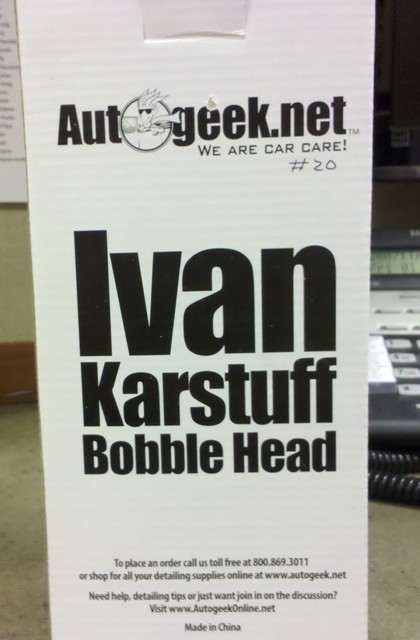 Autogeek.net™
WE ARE CAR CARE!
#20
Ivan
Karstuff
Bobble Head
To place an order call us toll free at 800.869.3011
or shop for all your detailing supplies online at www.autogeek.net
Need help, detailing tips or just want join in on the discussion?
Visit www.AutogeekOnline.net
Made in China